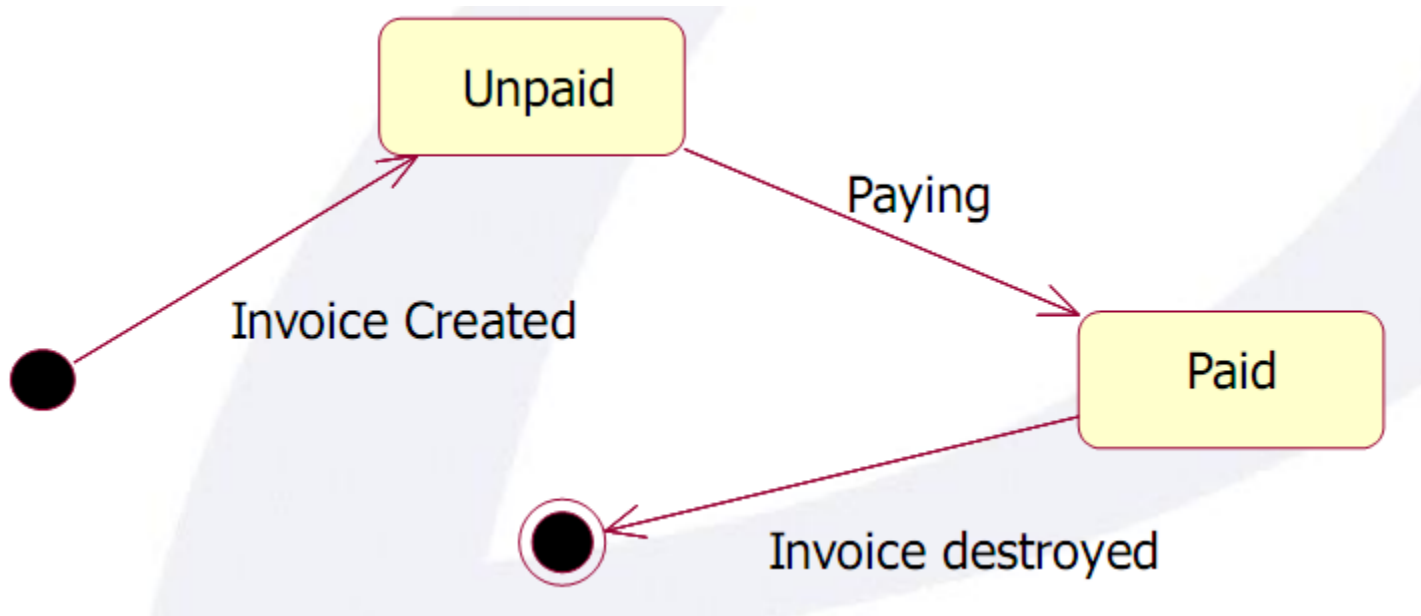 Unpaid
Paying
Invoice Created
Paid
Invoice destroyed